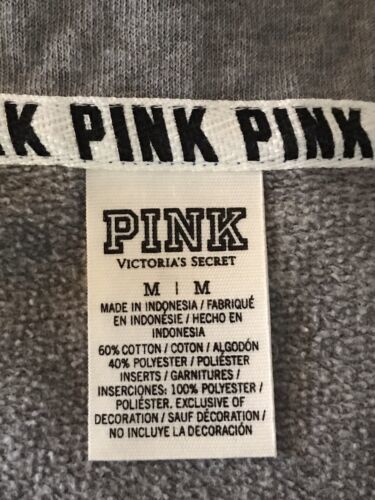 K PINK PINK
PINK
VICTORIA'S SECRET
M | M
MADE IN INDONESIA / FABRIQUÉ
EN INDONÉSIE / HECHO EN
INDONESIA
60% COTTON / COTON / ALGODÓN
40% POLYESTER / POLIÉSTER
INSERTS / GARNITURES /
INSERCIONES: 100% POLYESTER /
POLIÉSTER. EXCLUSIVE OF
DECORATION / SAUF DÉCORATION /
NO INCLUYE LA DECORACIÓN